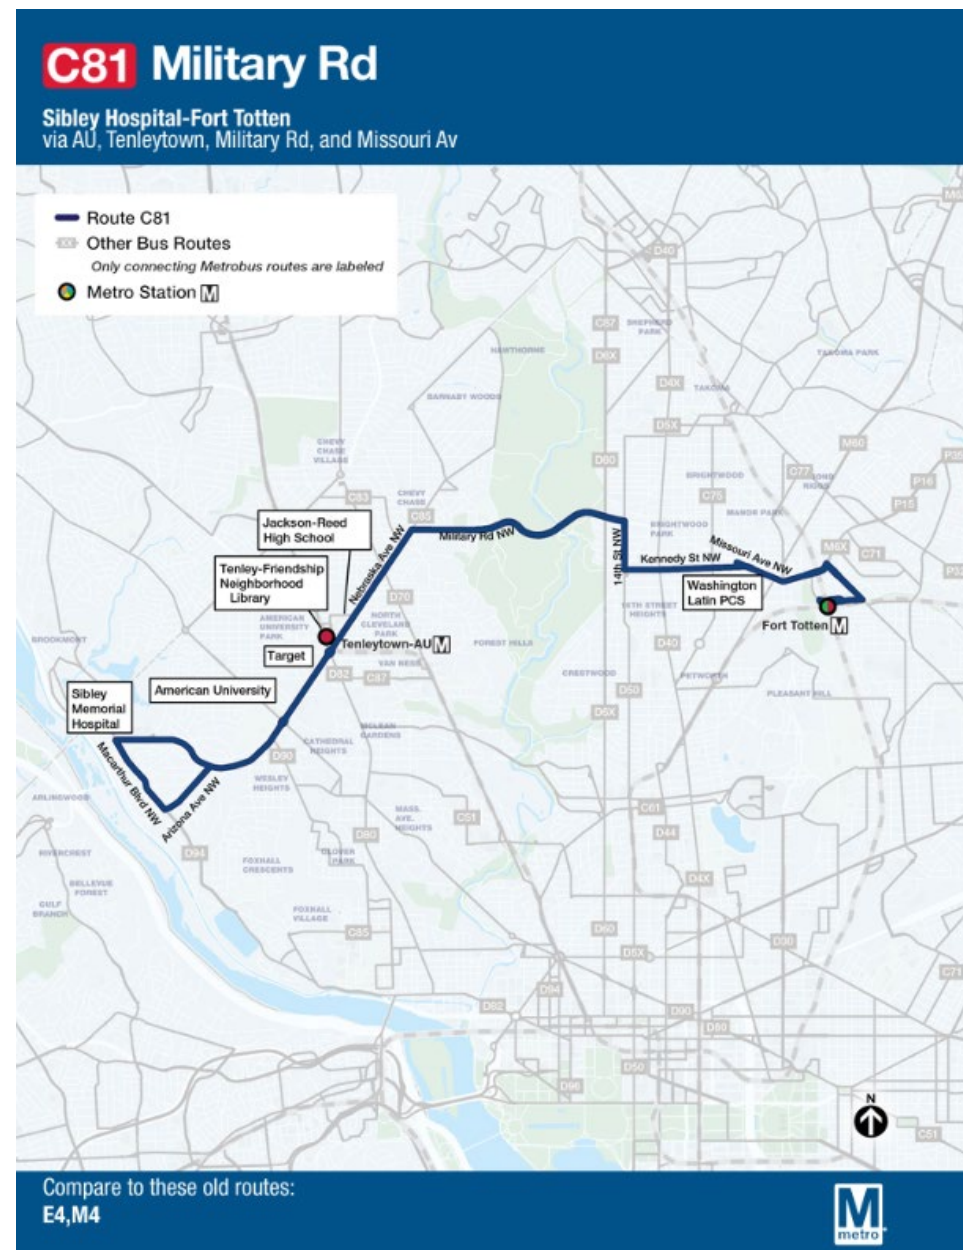 C81 Military Rd
Sibley Hospital-Fort Totten
via AU, Tenleytown, Military Rd, and Missouri Av
Route C81
Other Bus Routes
Only connecting Metrobus routes are labeled
Metro Station M
D40
C87
SHEPHERD
PARK
D6X
HAWTHORNE
TAKOMA PARK
D4X
TAKOMA
BARNABY WOODS
D5X
M60
CHEVY
CHASE
VILLAGE
D60
BRIGHTWOOD
C77
P35
P16
C83
CHEVY
CHASE
C75
P15
C85
MANOR PARK
Jackson-Reed
High School
Nebraska Ave NW
Military Rd NW
14th St NW
BRIGHTWOOD
PARK
Missouri Ave NW
Kennedy St NW
M6X
C71
Tenley-Friendship
Neighborhood
Library
Washington
Latin PCS
D70
16TH STREET
HEIGHTS
Fort Totten M
AMERICAN
UNIVERSITY
PARK
NORTH
CLEVELAND
PARK
BROOKMONT
Tenleytown-AU M
FOREST HILLS
D40
Target
VAN NESS
D82
C87
CRESTWOOD
PETWORTH
Sibley
Memorial
Hospital
American University
D50
PLEASANT HILL
D6X
MCLEAN
GARDENS
CATHEDRAL
HEIGHTS
Macarthur Blvd NW
D90
WESLEY
HEIGHTS
Arizona Ave NW
ARLINGWOOD
MASS.
AVE.
HEIGHTS
C61
C51
D80
D44
RIVERCREST
D94
GLOVER
PARK
FOXHALL
CRESCENTS
BELLEVUE
FOREST
D4X
GULF
BRANCH
FOXHALL
VILLAGE
C85
D60
D30
D5X
C71
D94
D82
D90
D80
D50
D96
N
C51
Compare to these old routes:
E4,M4
M
metro